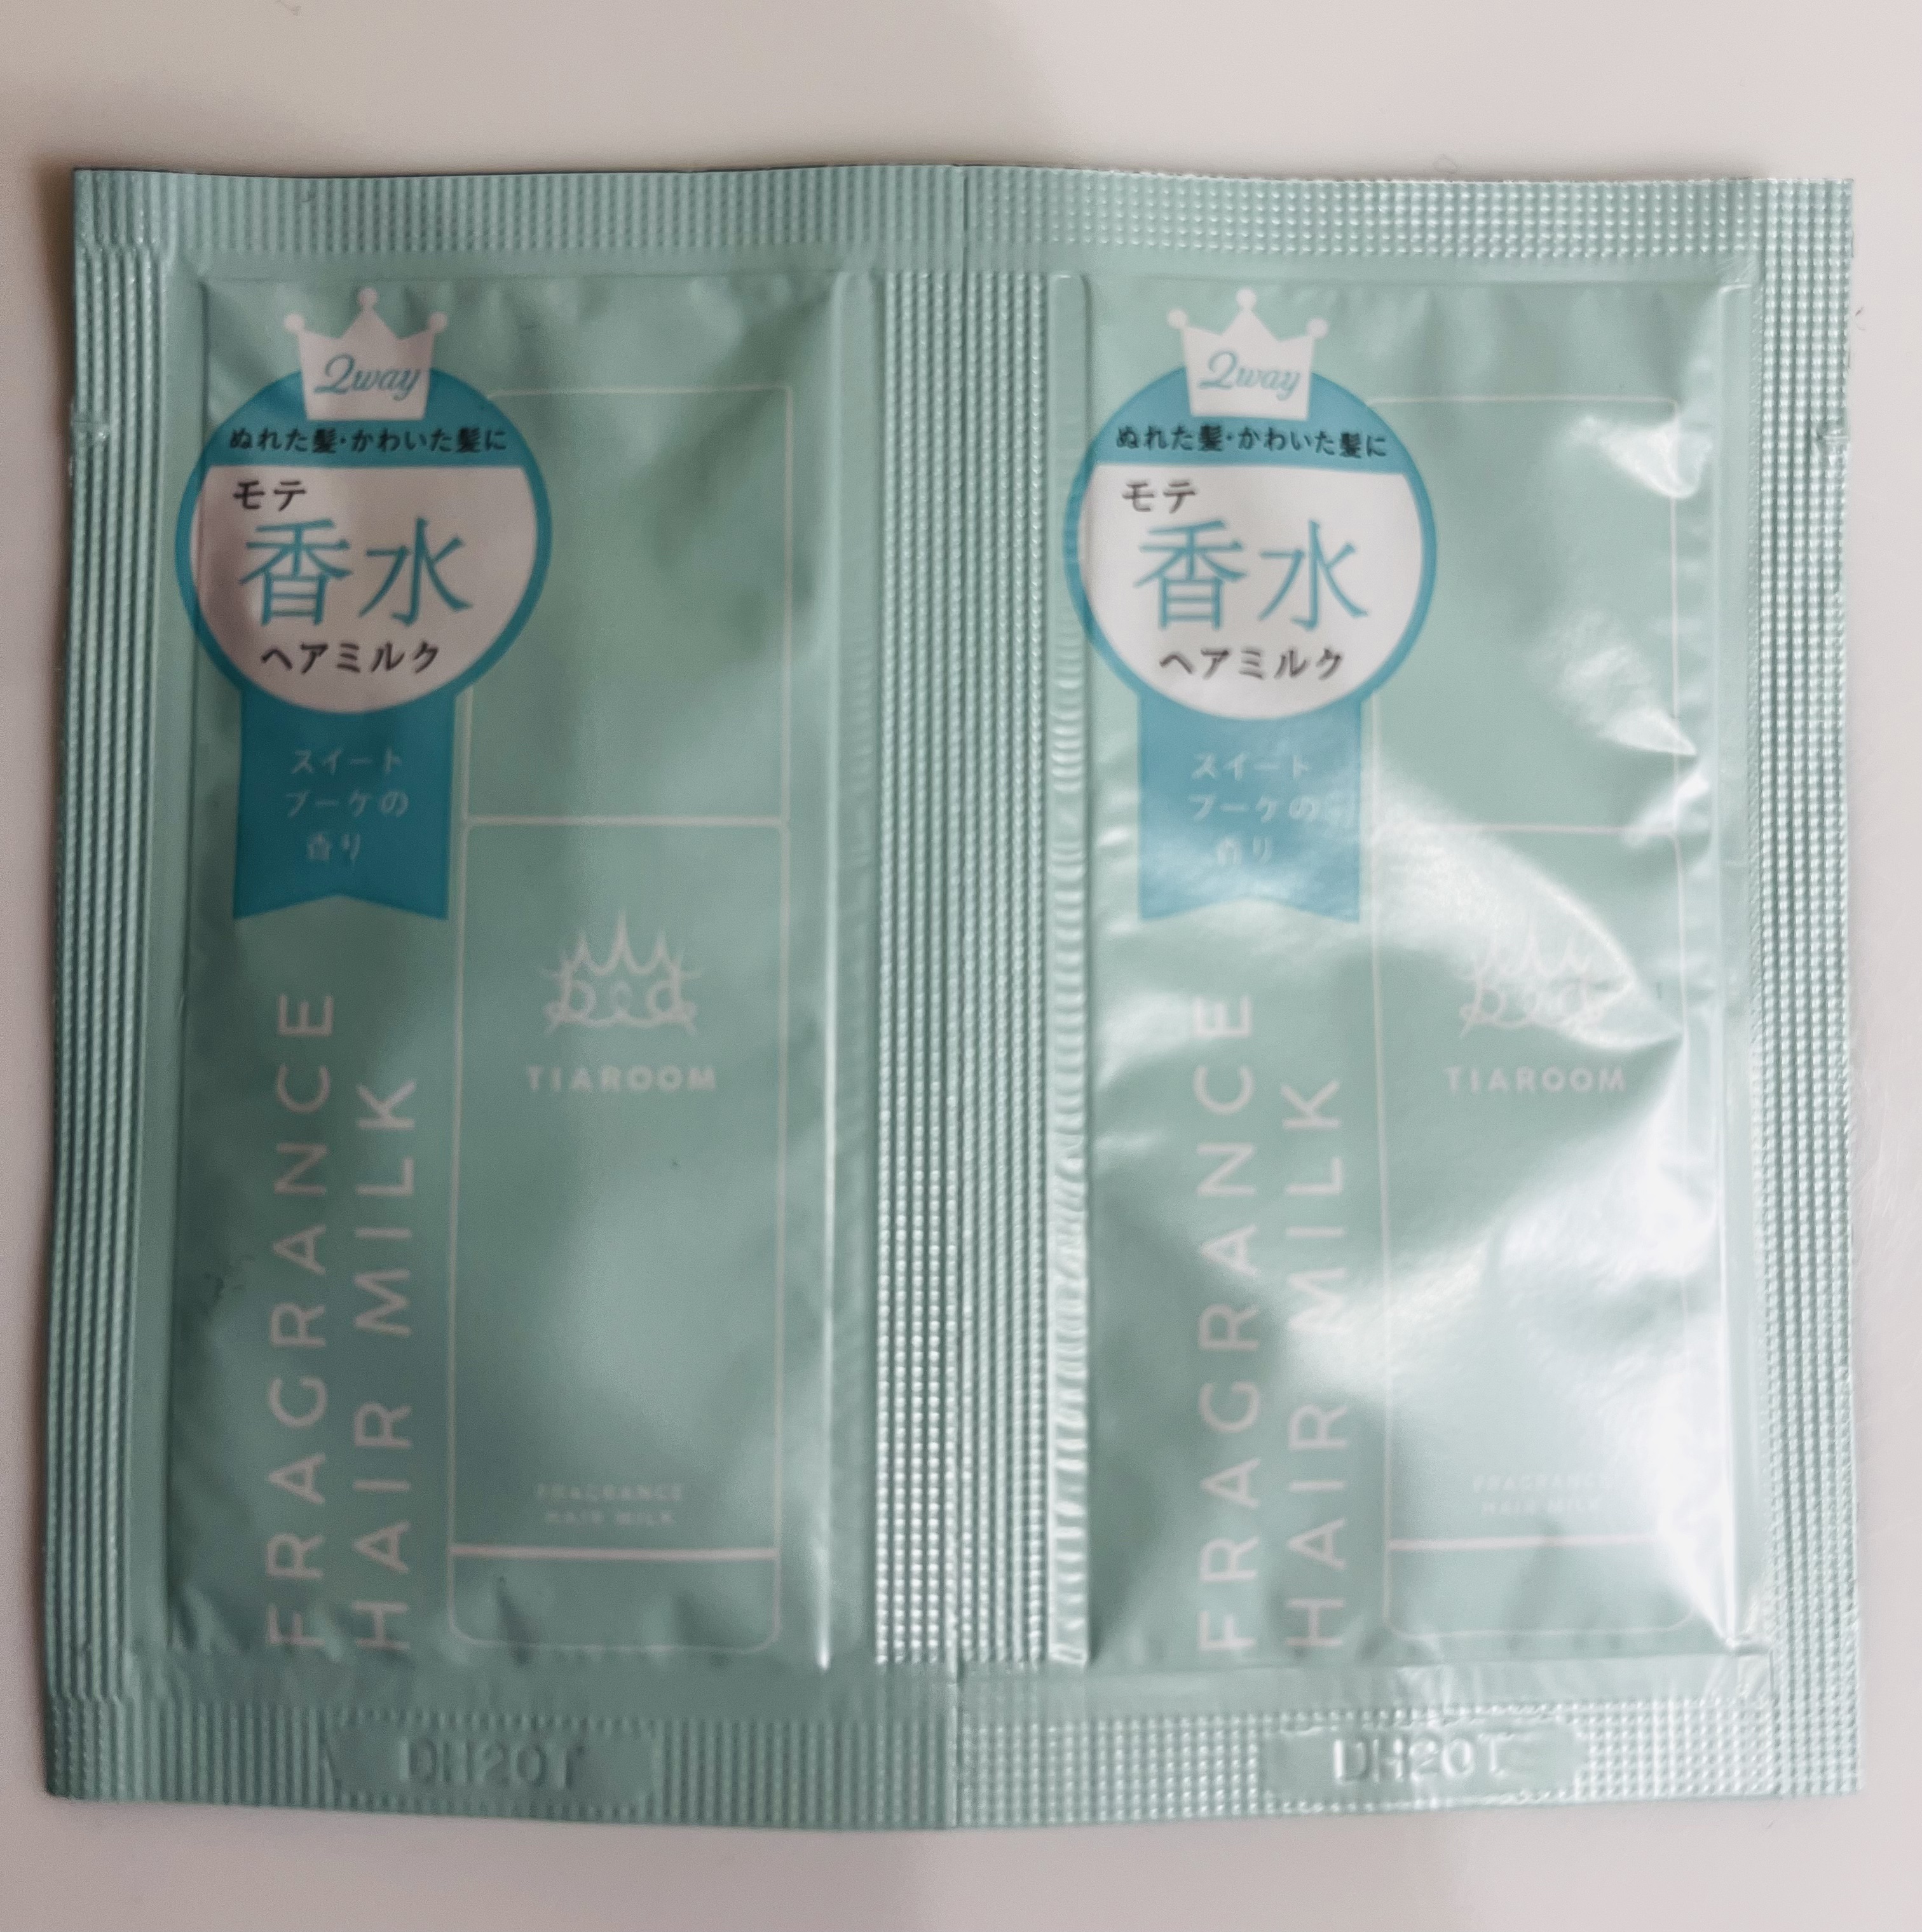 2way
ぬれた髪・かわいた髪に
モテ
香水
ヘアミルク
スイート
ブーケの
香り
FRAGRANCE
HAIR MILK
TIAROOM
FRAGRANCE
HAIR MILK
DH20T
2way
ぬれた髪・かわいた髪に
モテ
香水
ヘアミルク
スイート
ブーケの
香り
FRAGRANCE
HAIR MILK
TIAROOM
FRAGRANCE
HAIR MILK
DH20T